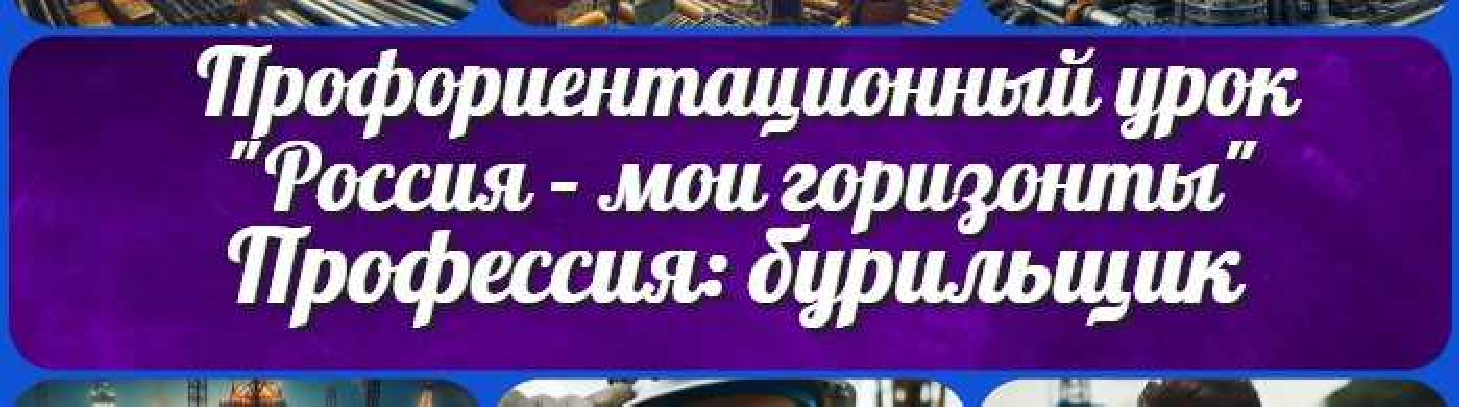 Профориентационный урок
"Россия – мои горизонты"
Профессия: бурильщик